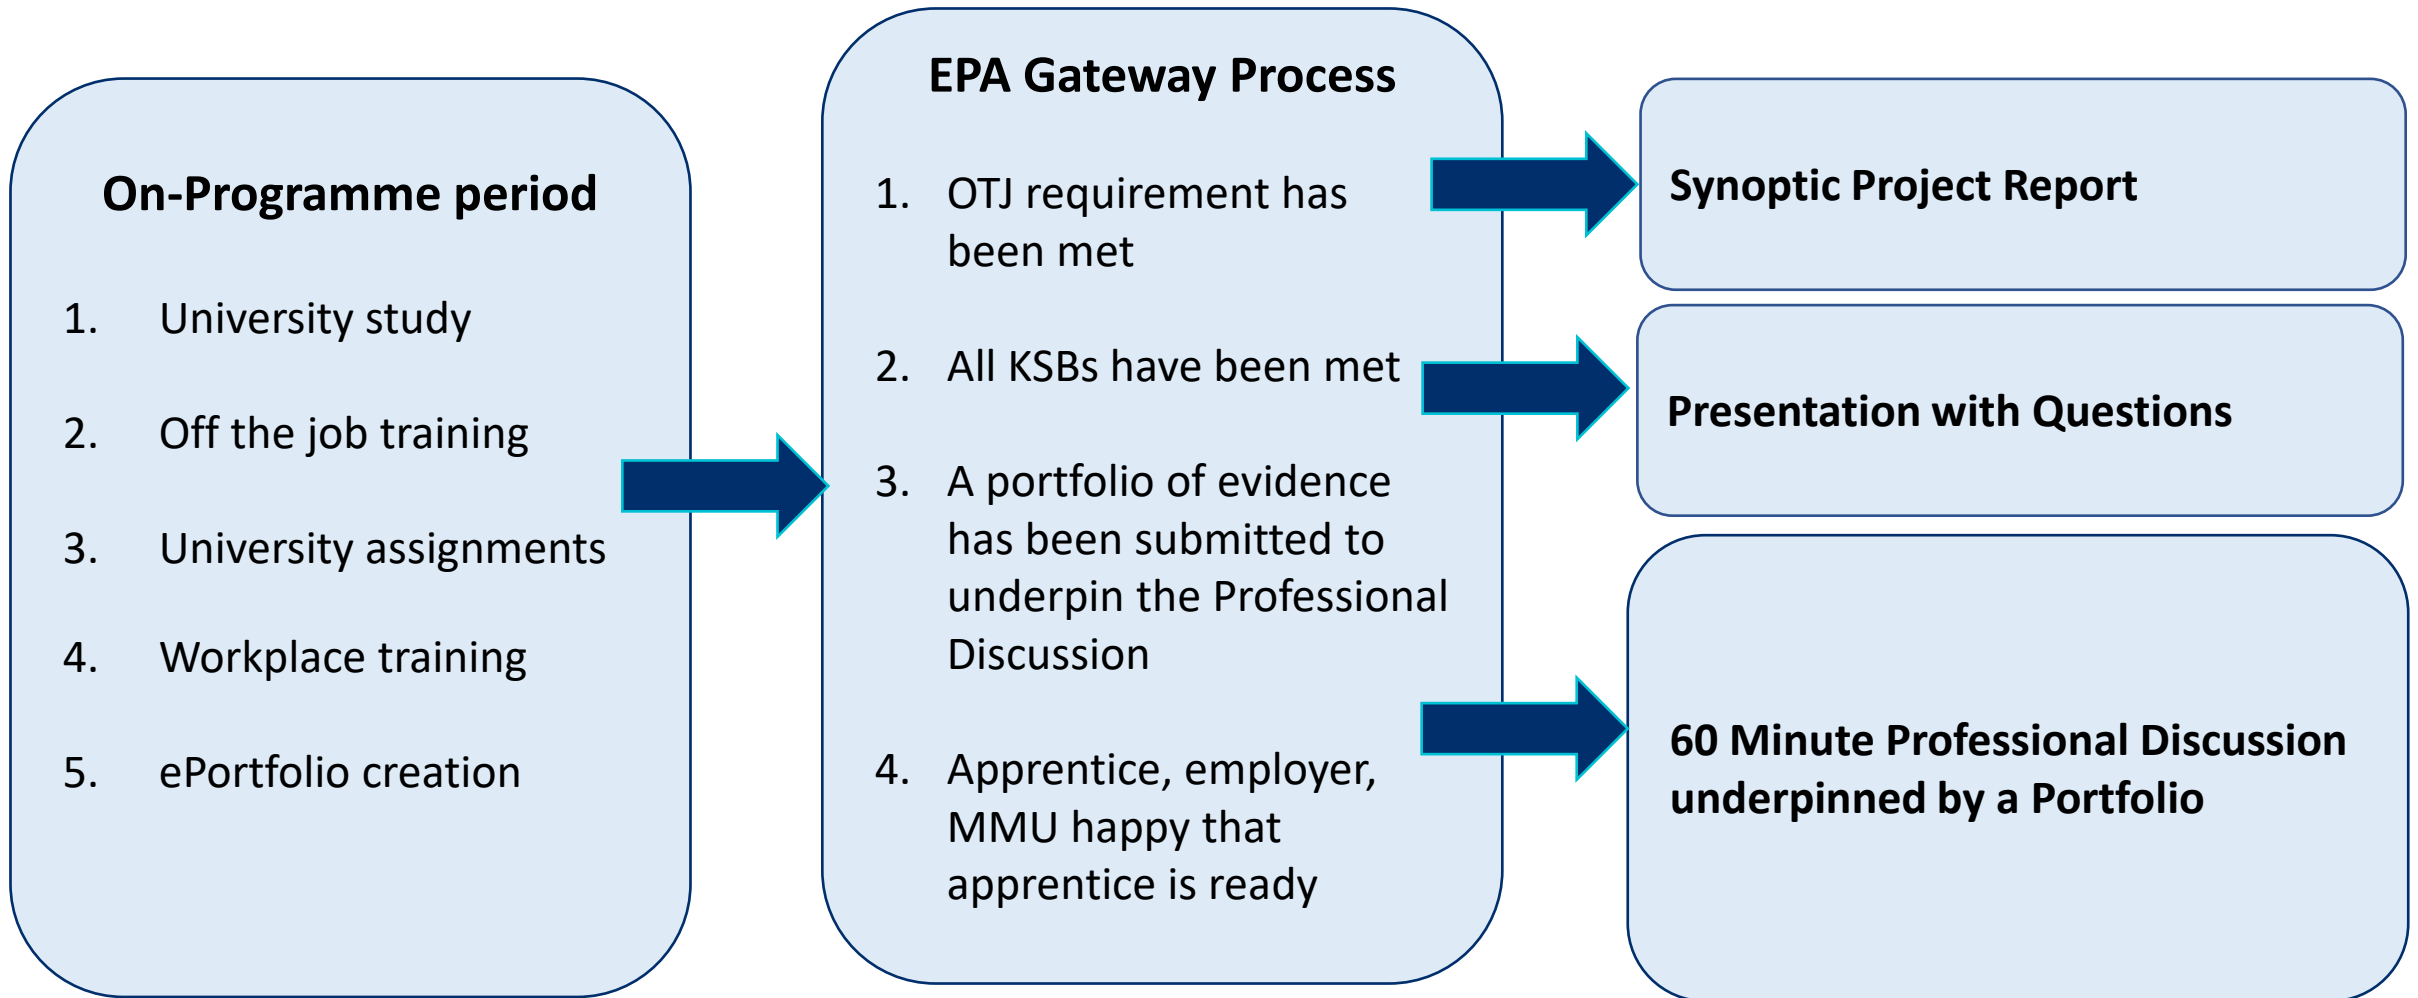 On-Programme period
1. University study
2. Off the job training
3. University assignments
4. Workplace training
5. ePortfolio creation
EPA Gateway Process
1. OTJ requirement has
been met
2. All KSBs have been met
3. A portfolio of evidence
has been submitted to
underpin the Professional
Discussion
4. Apprentice, employer,
MMU happy that
apprentice is ready
Synoptic Project Report
Presentation with Questions
60 Minute Professional Discussion
underpinned by a Portfolio